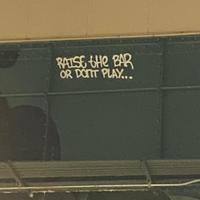 RAISE tHE BAR
OR DON'T PLAY...